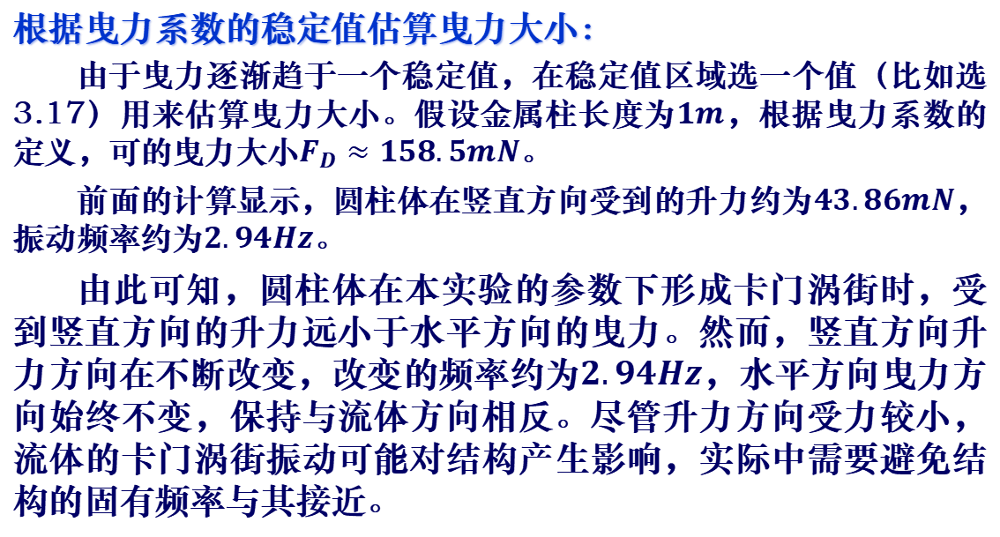 根据曳力系数的稳定值估算曳力大小：
由于曳力逐渐趋于一个稳定值，在稳定值区域选一个值（比如选
3.17）用来估算曳力大小。假设金属柱长度为1m，根据曳力系数的
定义，可的曳力大小F_D ≈ 158.5mN。
前面的计算显示，圆柱体在竖直方向受到的升力约为43.86mN，
振动频率约为2.94Hz。
由此可知，圆柱体在本实验的参数下形成卡门涡街时，受
到竖直方向的升力远小于水平方向的曳力。然而，竖直方向升
力方向在不断改变，改变的频率约为2.94Hz，水平方向曳力方
向始终不变，保持与流体方向相反。尽管升力方向受力较小，
流体的卡门涡街振动可能对结构产生影响，实际中需要避免结
构的固有频率与其接近。